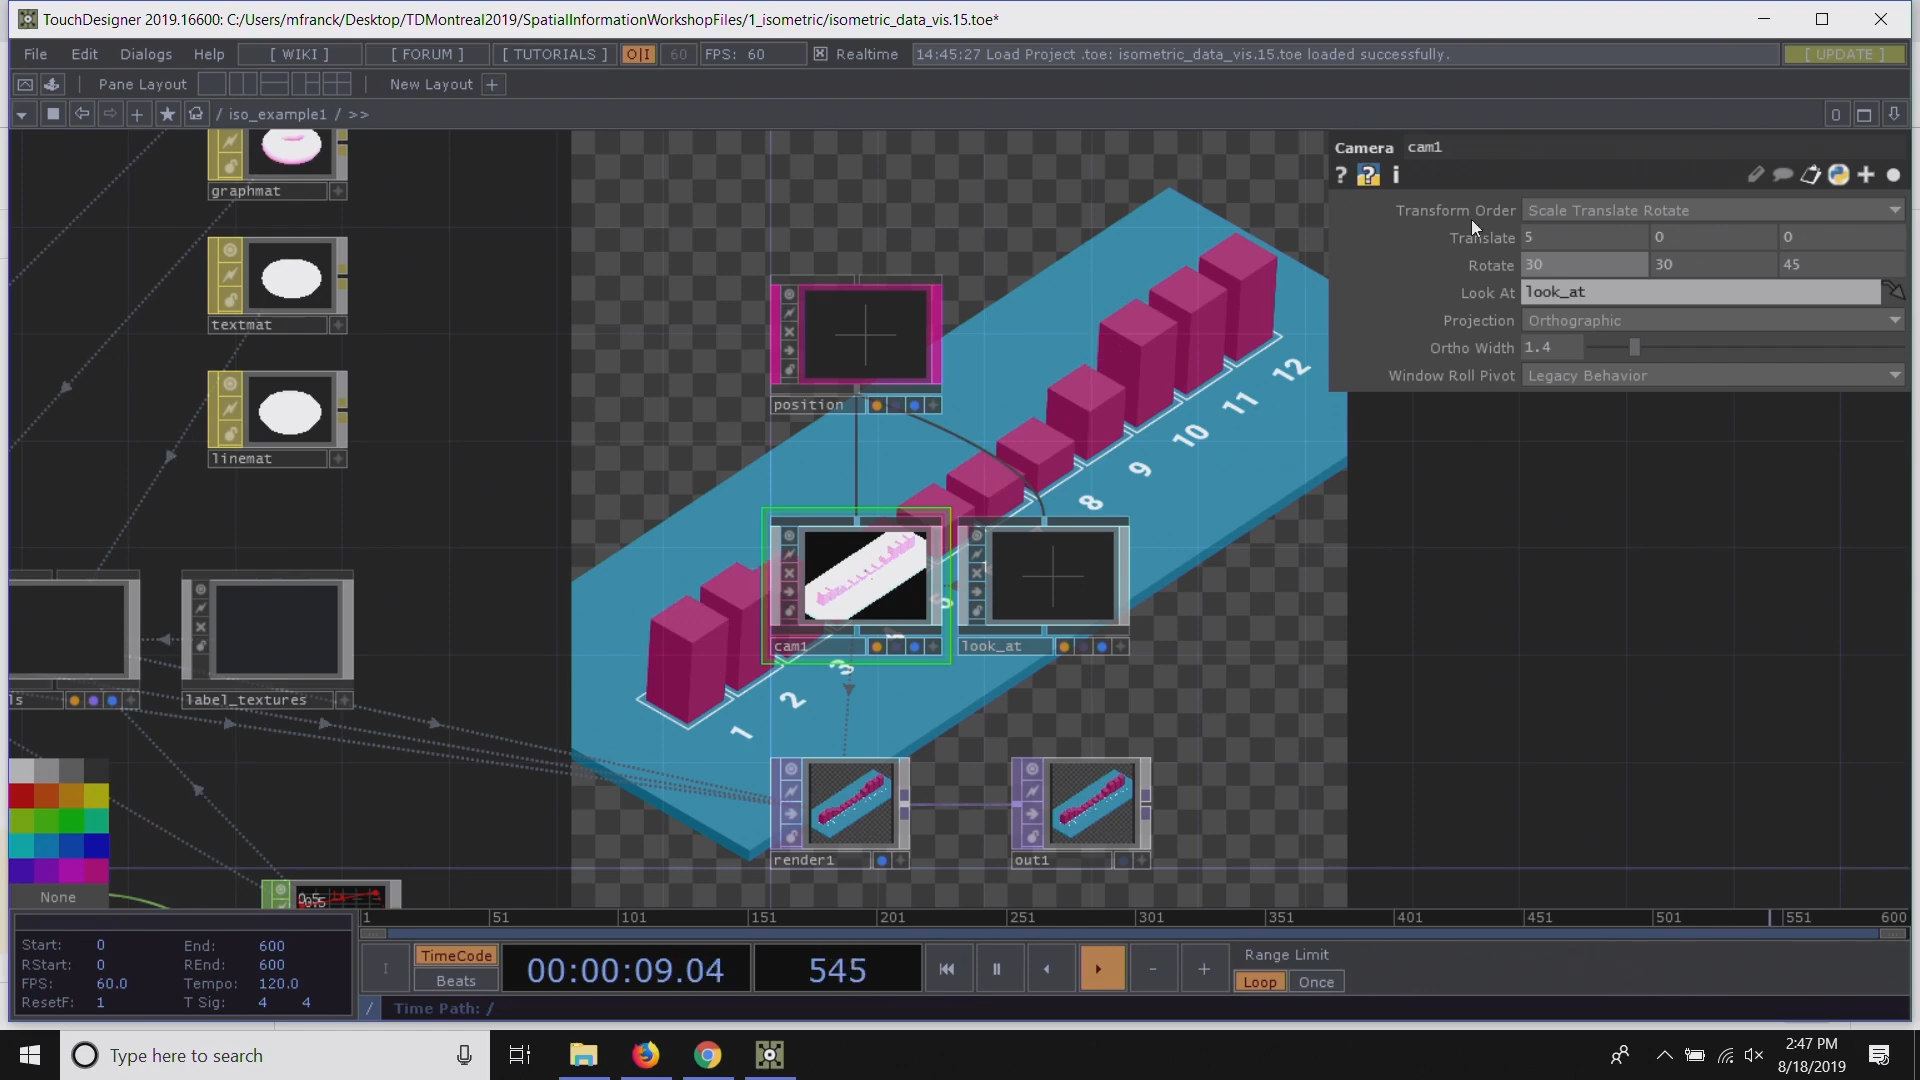 TouchDesigner 2019.16600: C:/Users/mfranck/Desktop/TDMontreal2019/SpatialInformationWorkshopFiles/1_isometric/isometric_data_vis.15.toe*
File Edit Dialogs Help [ WIKI ] [ FORUM ] [ TUTORIALS ] O|I 60 FPS: 60 Realtime 14:45:27 Load Project .toe: isometric_data_vis.15.toe loaded successfully. [ UPDATE ]
Pane Layout New Layout +
/ iso_example1 / >> 0
Camera cam1
? ? i
graphmat
Transform Order Scale Translate Rotate
Translate 5 0 0
Rotate 30 30 45
Look At look_at
textmat
Projection Orthographic
Ortho Width 1.4
Window Roll Pivot Legacy Behavior
position
linemat
12
11
10
9
8
cam1 look_at
3
2
1
ls label_textures
render1 out1
None
1 51 101 151 201 251 301 351 401 451 501 551 600
Start: 0 End: 600
RStart: 0 REnd: 600
FPS: 60.0 Tempo: 120.0
ResetF: 1 T Sig: 4 4
TimeCode
Beats
00:00:09.04 545
Range Limit
Loop Once
/ Time Path: /
Type here to search
2:47 PM
8/18/2019